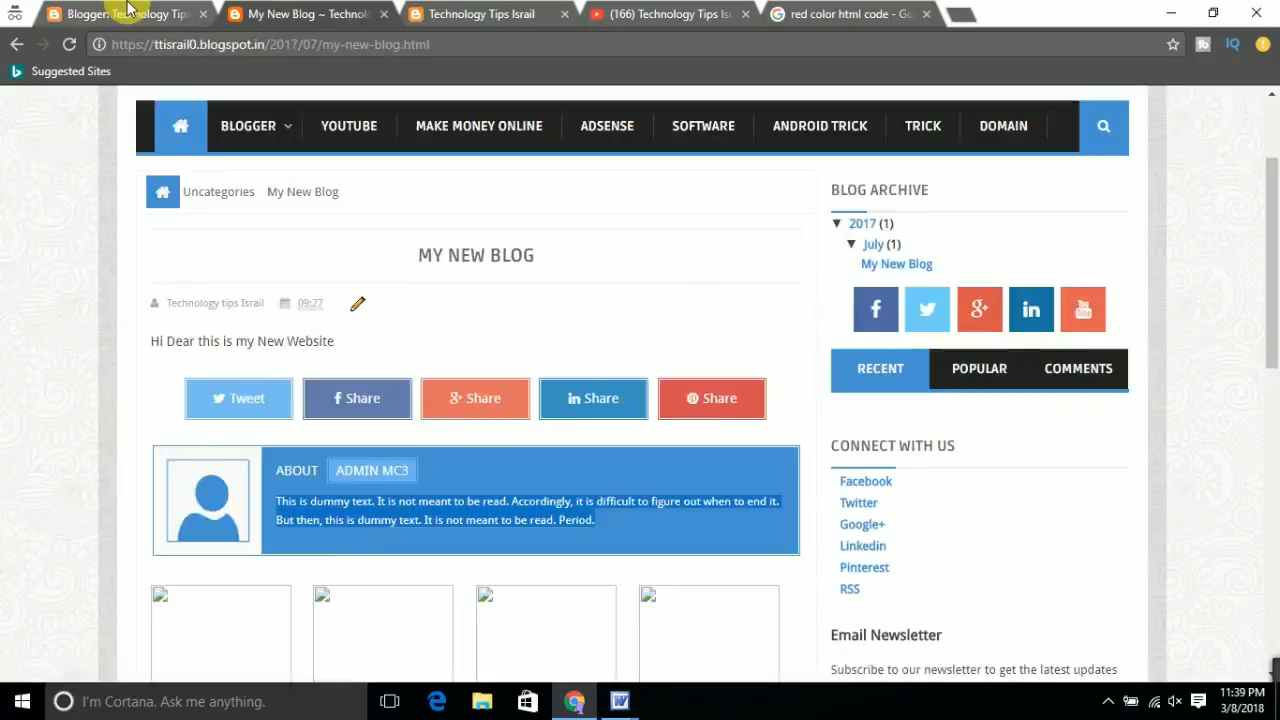 Blogger: Technology Tips
My New Blog ~ Technolo
Technology Tips Israil
(166) Technology Tips Is
red color html code - Go
https://ttisrail0.blogspot.in/2017/07/my-new-blog.html
Suggested Sites
BLOGGER YOUTUBE MAKE MONEY ONLINE ADSENSE SOFTWARE ANDROID TRICK TRICK DOMAIN
Uncategories My New Blog
MY NEW BLOG
Technology tips Israil 09:27
Hi Dear this is my New Website
Tweet Share Share Share Share
ABOUT ADMIN MC3
This is dummy text. It is not meant to be read. Accordingly, it is difficult to figure out when to end it.
But then, this is dummy text. It is not meant to be read. Period.
BLOG ARCHIVE
▼ 2017 (1)
▼ July (1)
My New Blog
RECENT POPULAR COMMENTS
CONNECT WITH US
Facebook
Twitter
Google+
Linkedin
Pinterest
RSS
Email Newsletter
Subscribe to our newsletter to get the latest updates
I'm Cortana. Ask me anything.
11:39 PM
3/8/2018